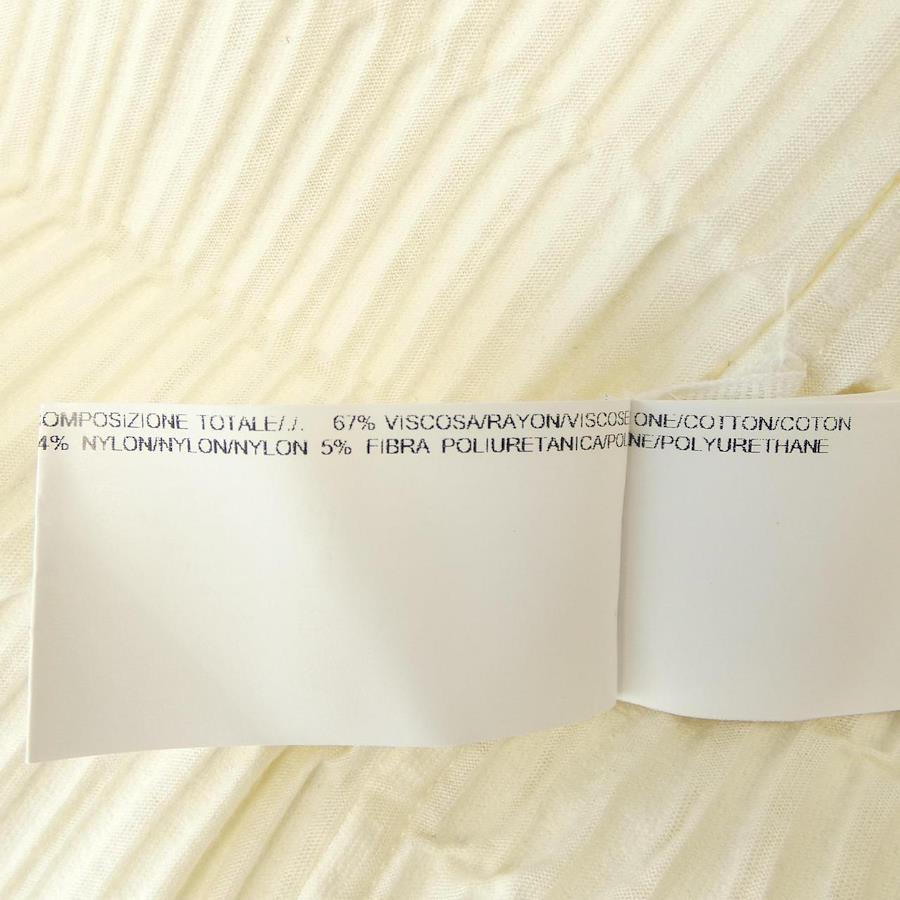 OMPOSIZIONE TOTALE/./. 67% VISCOSA/RAYON/VISCOSE ONE/COTTON/COTON
4% NYLON/NYLON/NYLON 5% FIBRA POLIURETANICA/POL NE/POLYURETHANE